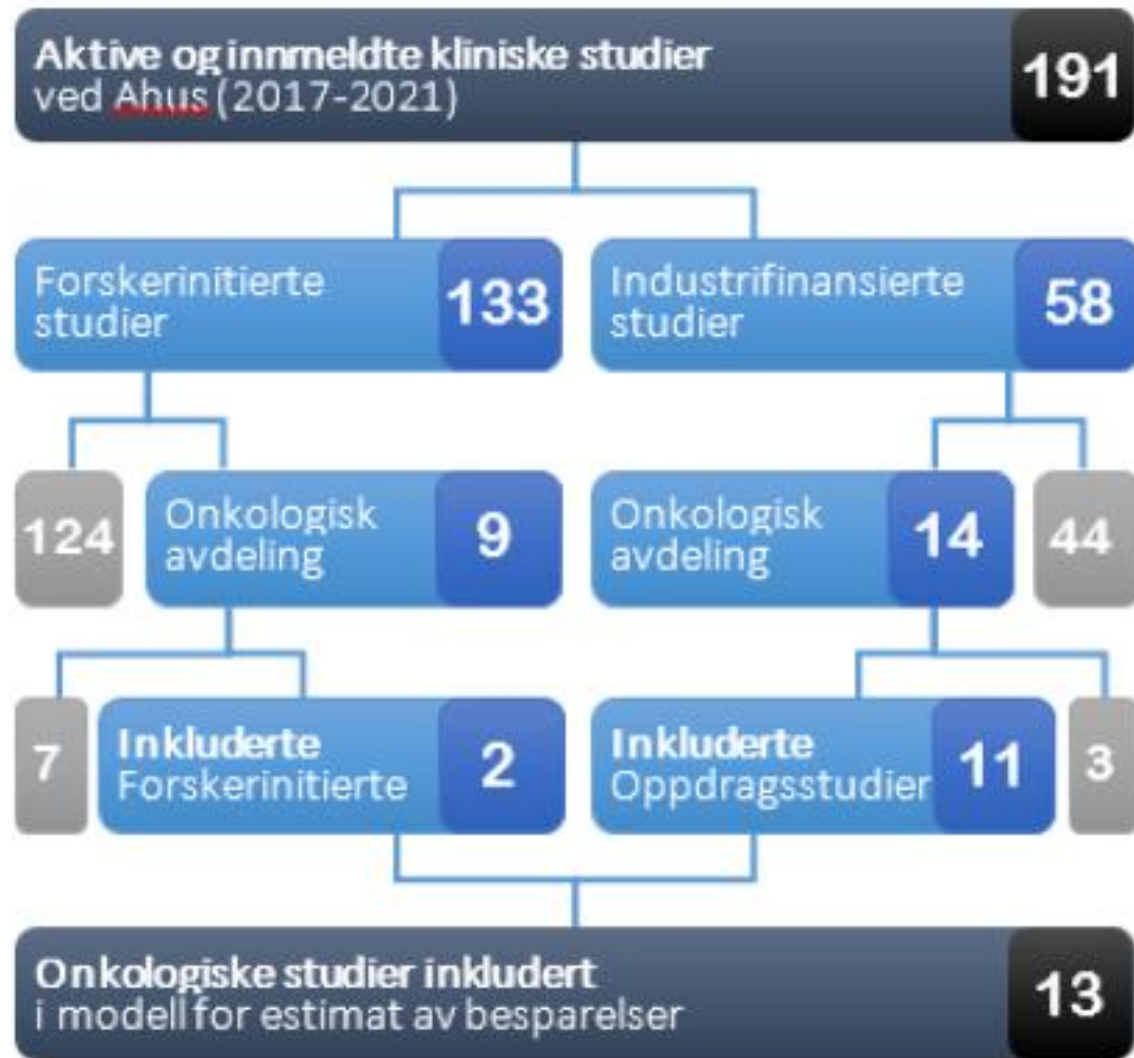 Aktive og innmeldte kliniske studier
ved Ahus (2017-2021)
191
Forskerinitierte
studier
133
Industrifinansierte
studier
58
124
Onkologisk
avdeling
9
Onkologisk
avdeling
14
44
7
Inkluderte
Forskerinitierte
2
Inkluderte
Oppdragsstudier
11
3
Onkologiske studier inkludert
i modell for estimat av besparelser
13